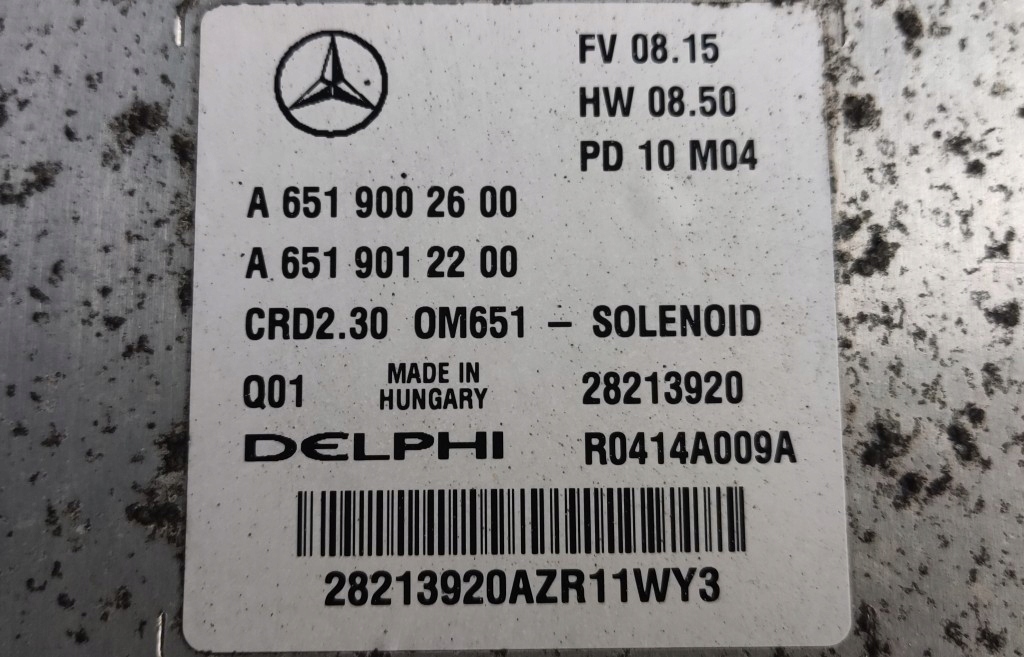 FV 08.15
HW 08.50
PD 10 M04
A 651 900 26 00
A 651 901 22 00
CRD2.30 OM651 – SOLENOID
Q01 MADE IN HUNGARY 28213920
DELPHI R0414A009A
28213920AZR11WY3